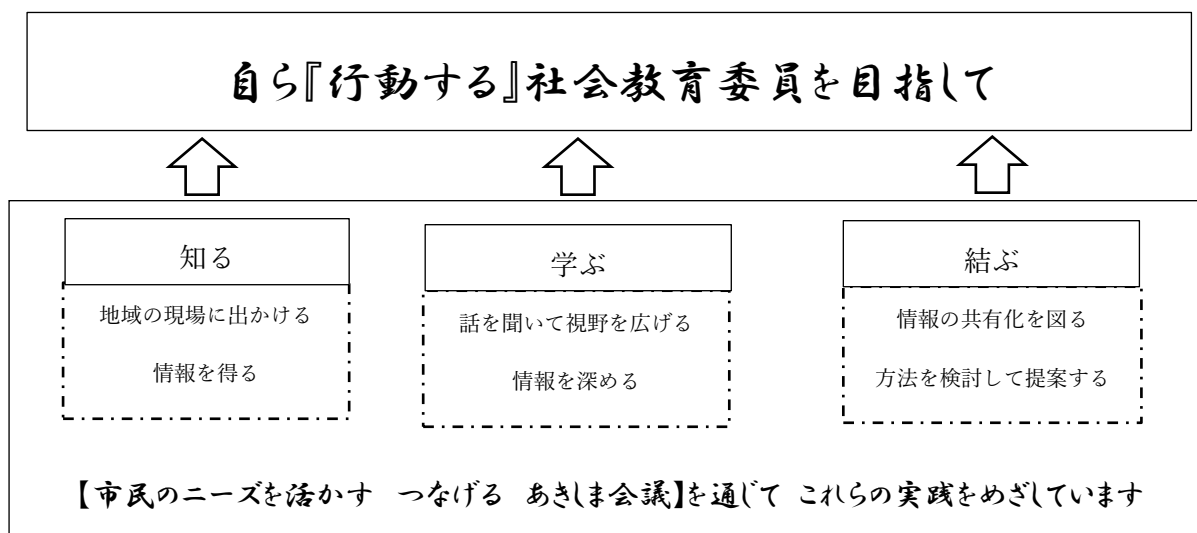 自ら『行動する』社会教育委員を目指して
知る
地域の現場に出かける
情報を得る
学ぶ
話を聞いて視野を広げる
情報を深める
結ぶ
情報の共有化を図る
方法を検討して提案する
【市民のニーズを活かす　つなげる　あきしま会議】を通じて　これらの実践をめざしています